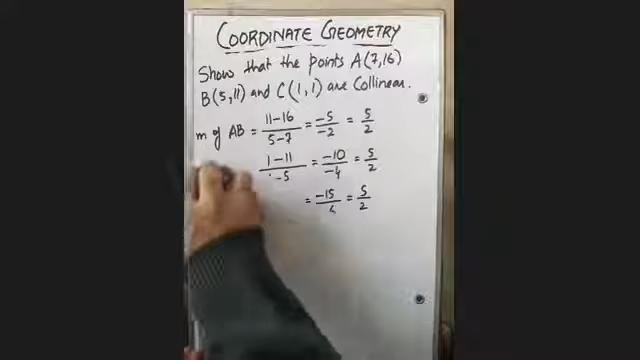 COORDINATE GEOMETRY
Show that the points A(7,16)
B(5,11) and C(1,1) are Collinear.
m of AB = 11-16/5-7 = -5/-2 = 5/2
1-11/-5 = -10/-4 = 5/2
= -15/ = 5/2